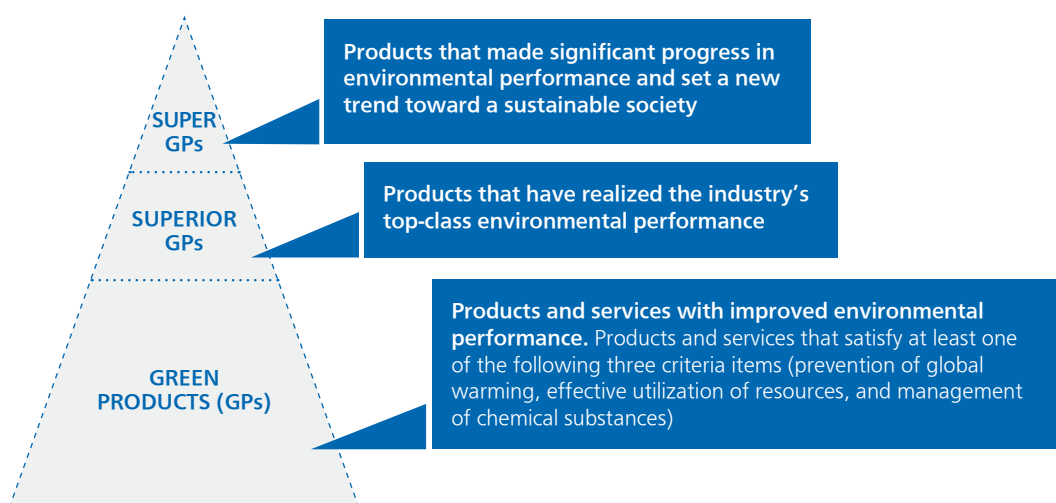 Products that made significant progress in
environmental performance and set a new
trend toward a sustainable society
SUPER
GPs
Products that have realized the industry’s
top-class environmental performance
SUPERIOR
GPs
Products and services with improved environmental
performance. Products and services that satisfy at least one
of the following three criteria items (prevention of global
warming, effective utilization of resources, and management
of chemical substances)
GREEN
PRODUCTS (GPs)